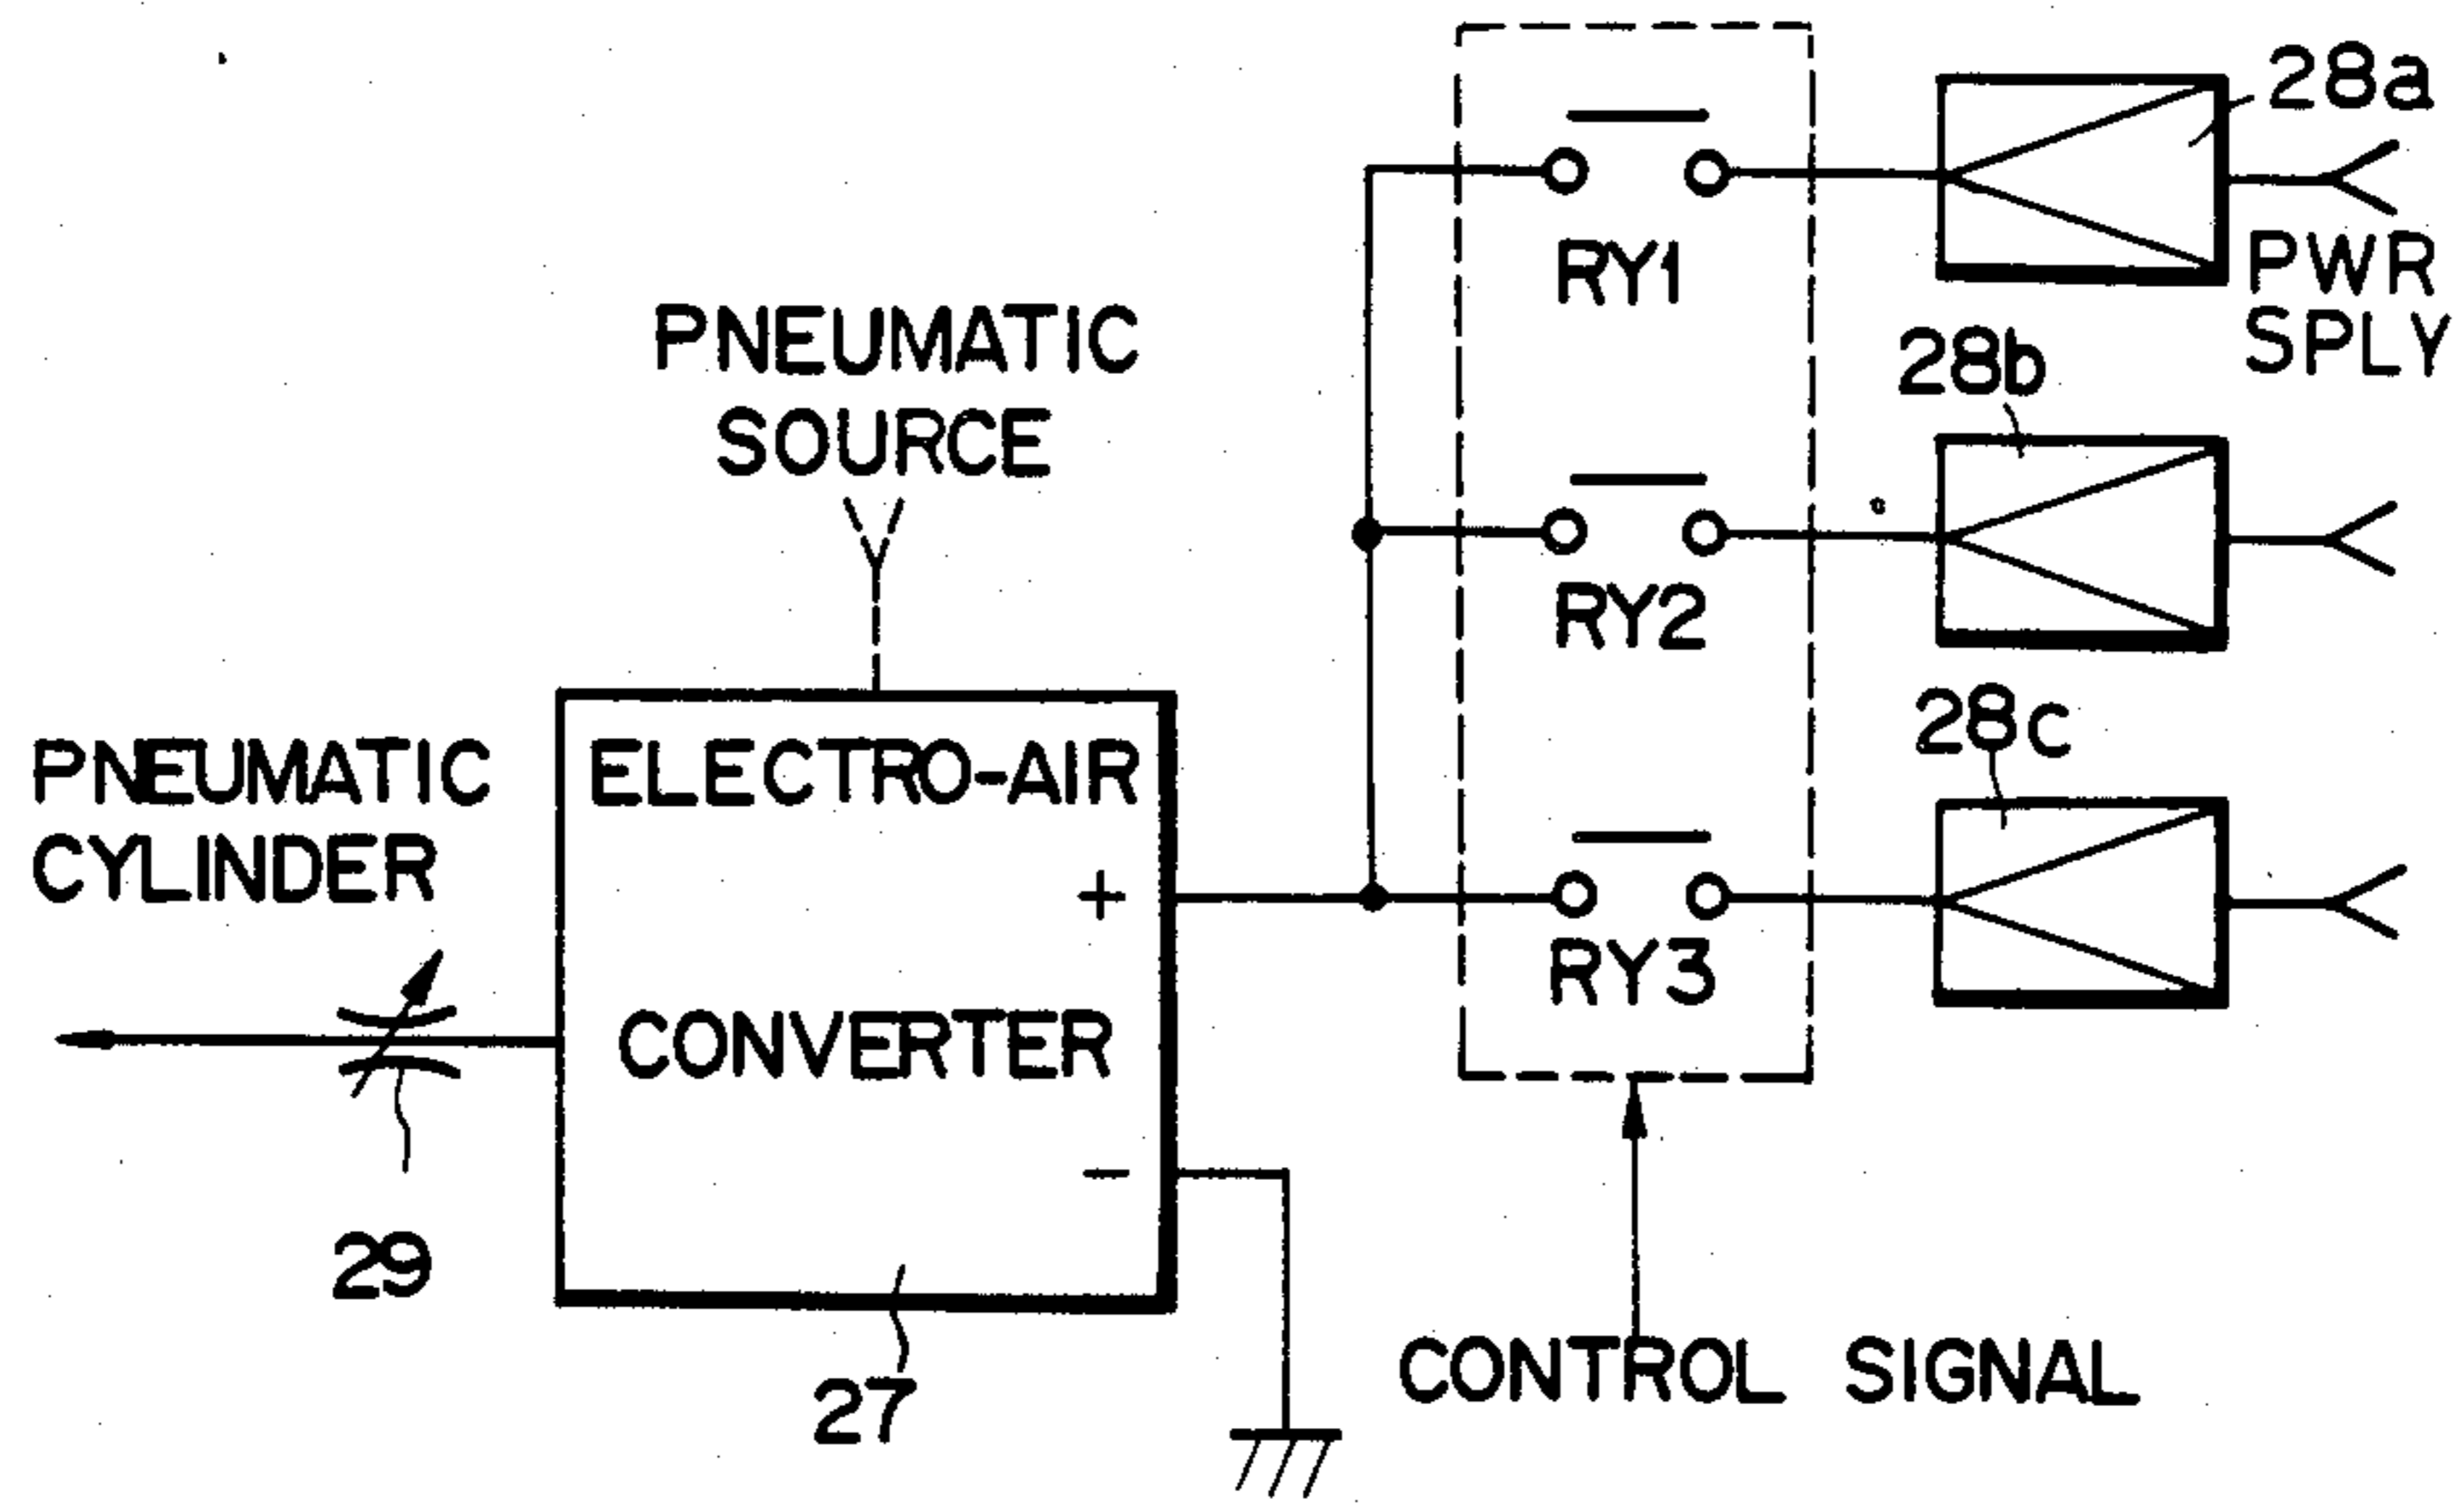 28a
RY1
PWR
SPLY
PNEUMATIC
SOURCE
28b
RY2
28c
PNEUMATIC
CYLINDER
ELECTRO-AIR
+
RY3
CONVERTER
−
29
27
CONTROL SIGNAL